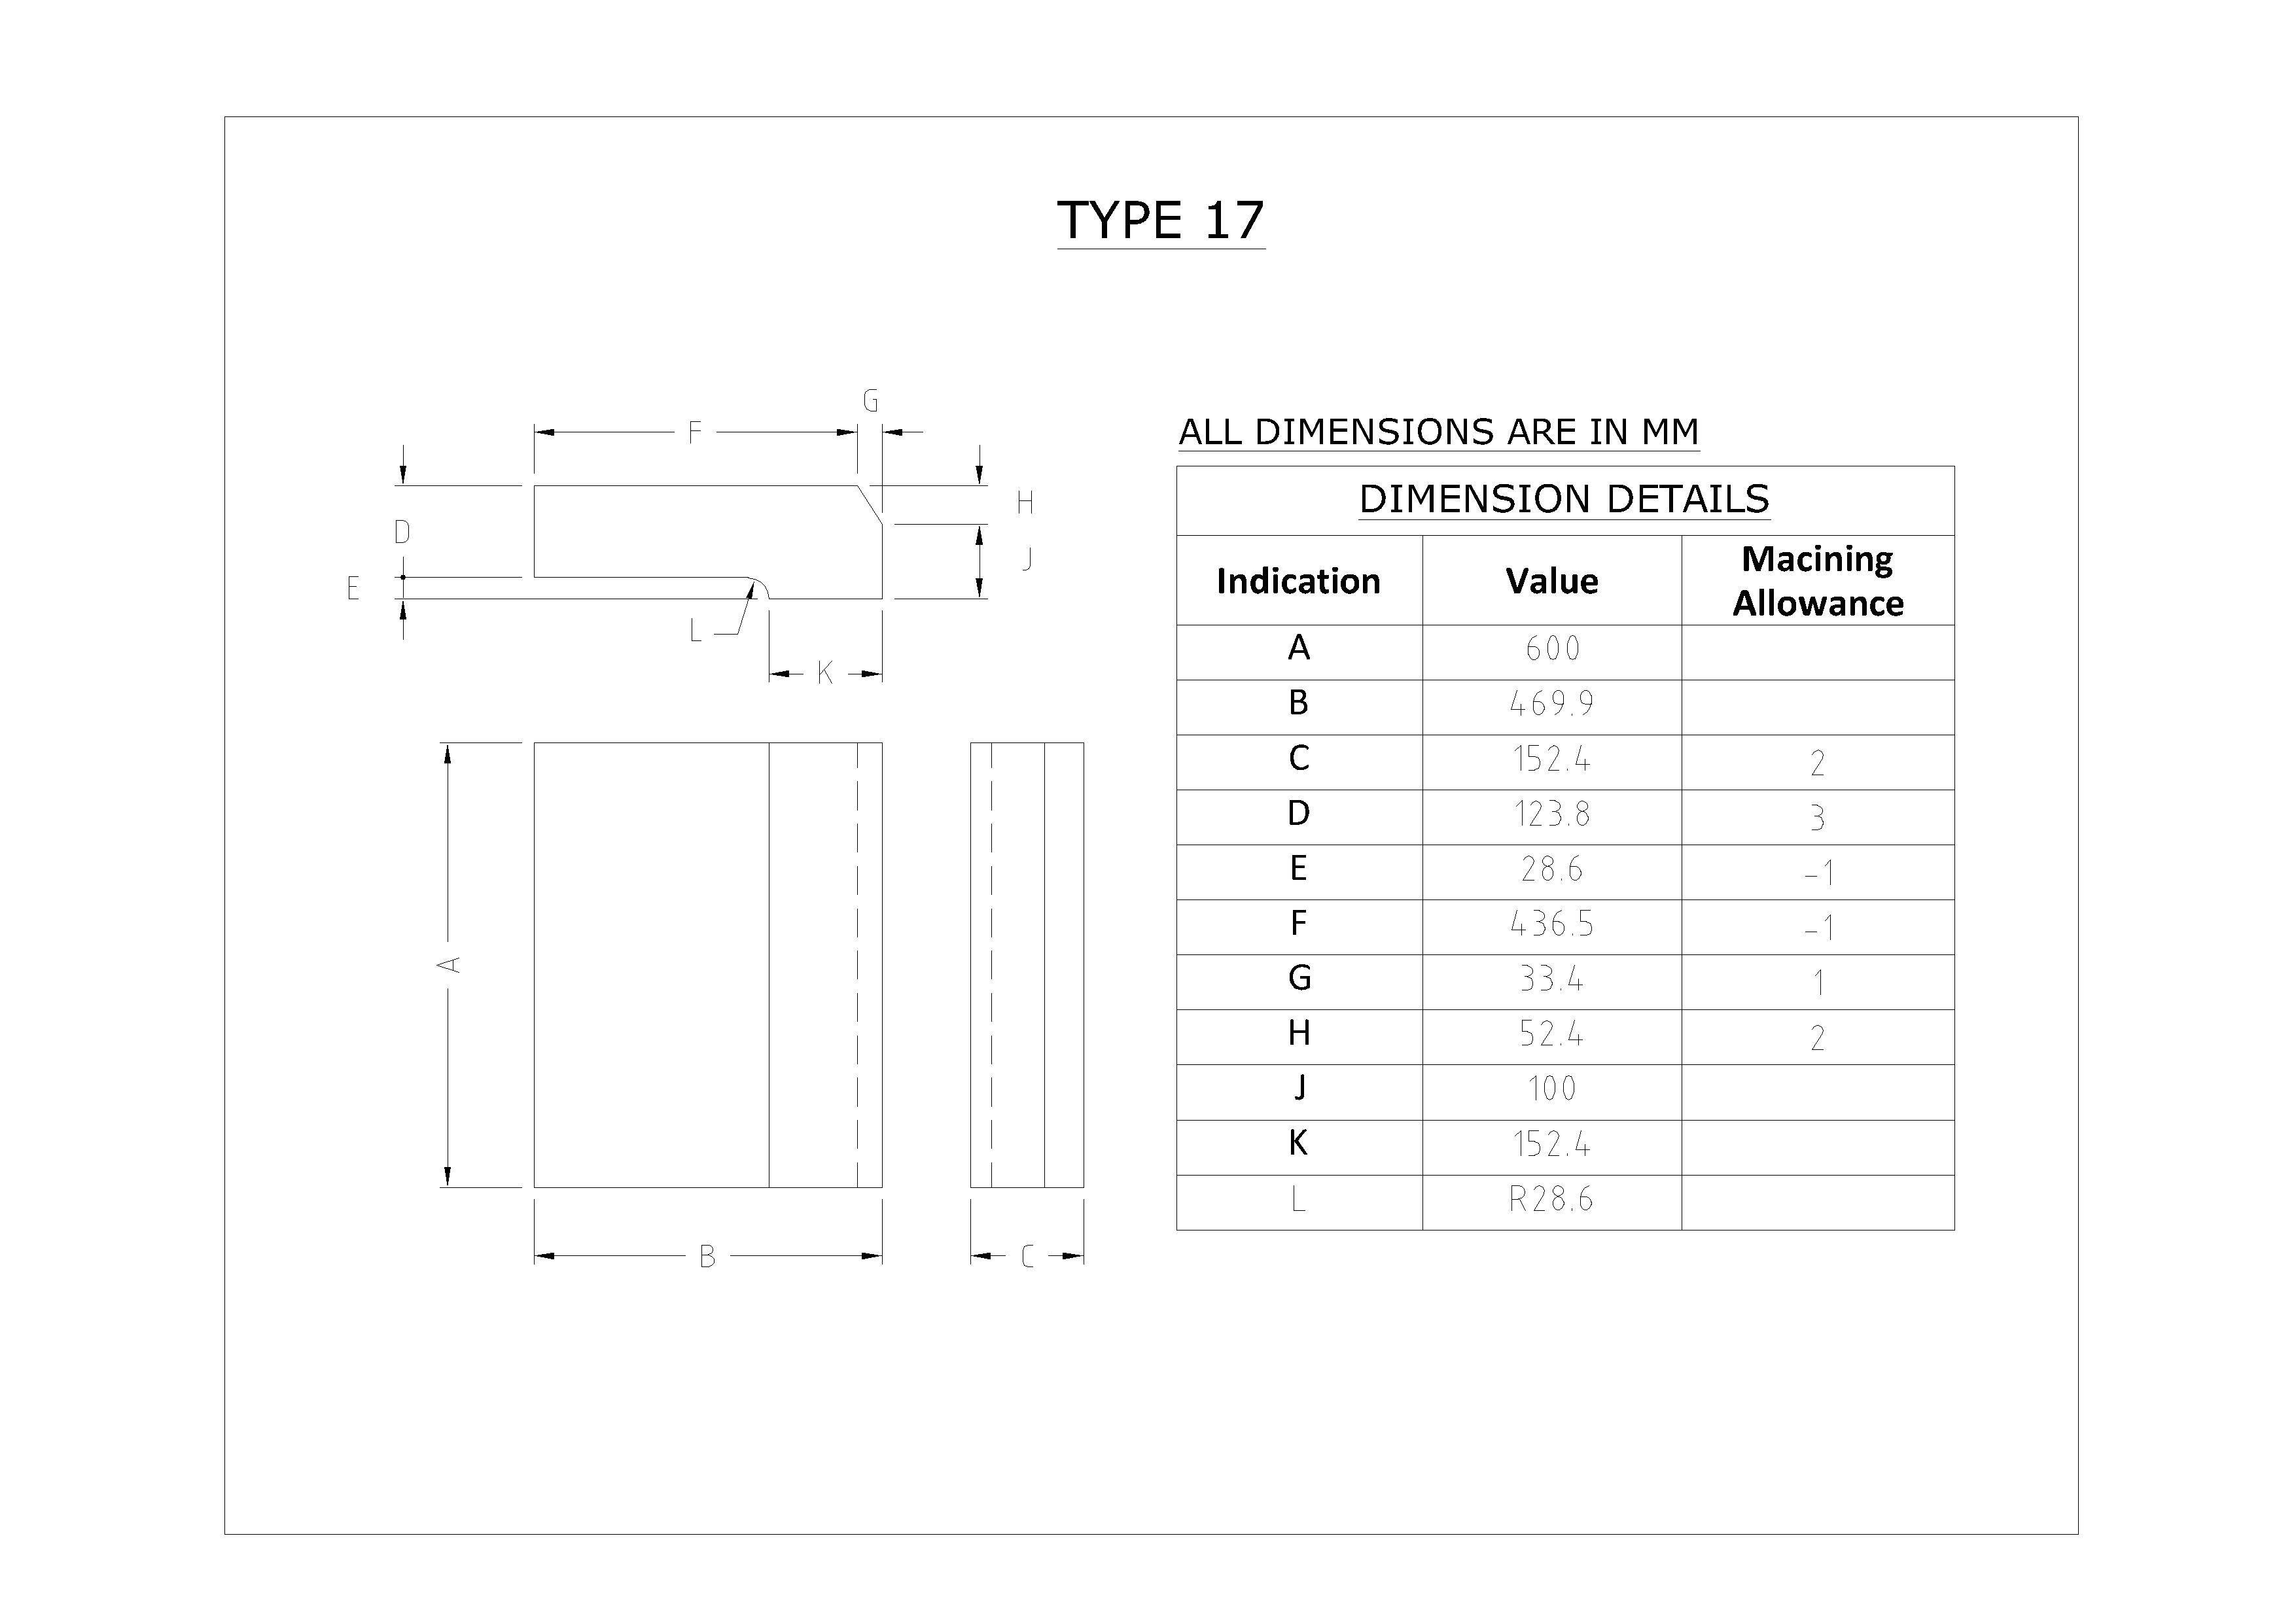 TYPE 17
G
F
H
D
J
E
L
K
A
B
C
ALL DIMENSIONS ARE IN MM
DIMENSION DETAILS
Indication Value Macining Allowance
A 600
B 469.9
C 152.4 2
D 123.8 3
E 28.6 -1
F 436.5 -1
G 33.4 1
H 52.4 2
J 100
K 152.4
L R28.6